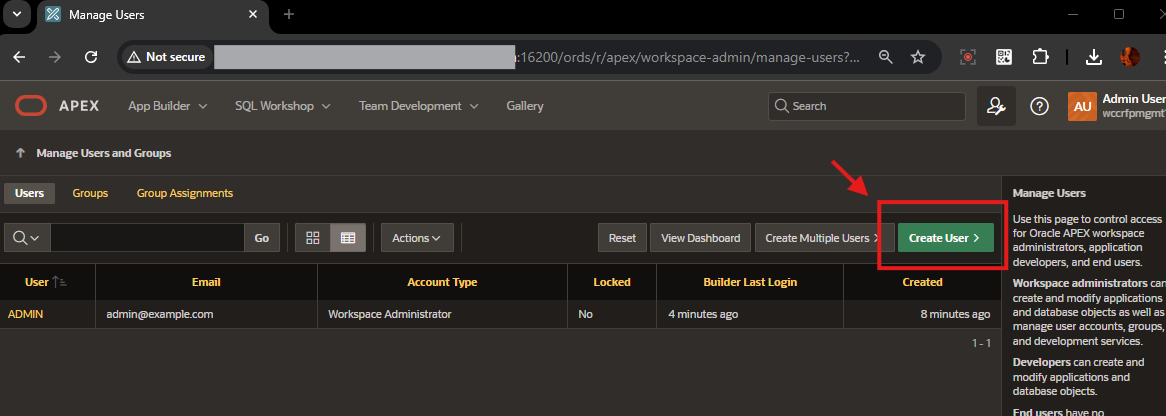 Manage Users
Not secure
:16200/ords/r/apex/workspace-admin/manage-users?...
APEX App Builder SQL Workshop Team Development Gallery Search AU Admin User
wccrfpmgmt
Manage Users and Groups
Users Groups Group Assignments
Go Actions Reset View Dashboard Create Multiple Users Create User
User Email Account Type Locked Builder Last Login Created
ADMIN admin@example.com Workspace Administrator No 4 minutes ago 8 minutes ago
1 - 1
Manage Users
Use this page to control access
for Oracle APEX workspace
administrators, application
developers, and end users.
Workspace administrators can
create and modify applications
and database objects as well as
manage user accounts, groups,
and development services.
Developers can create and
modify applications and
database objects.
End users have no